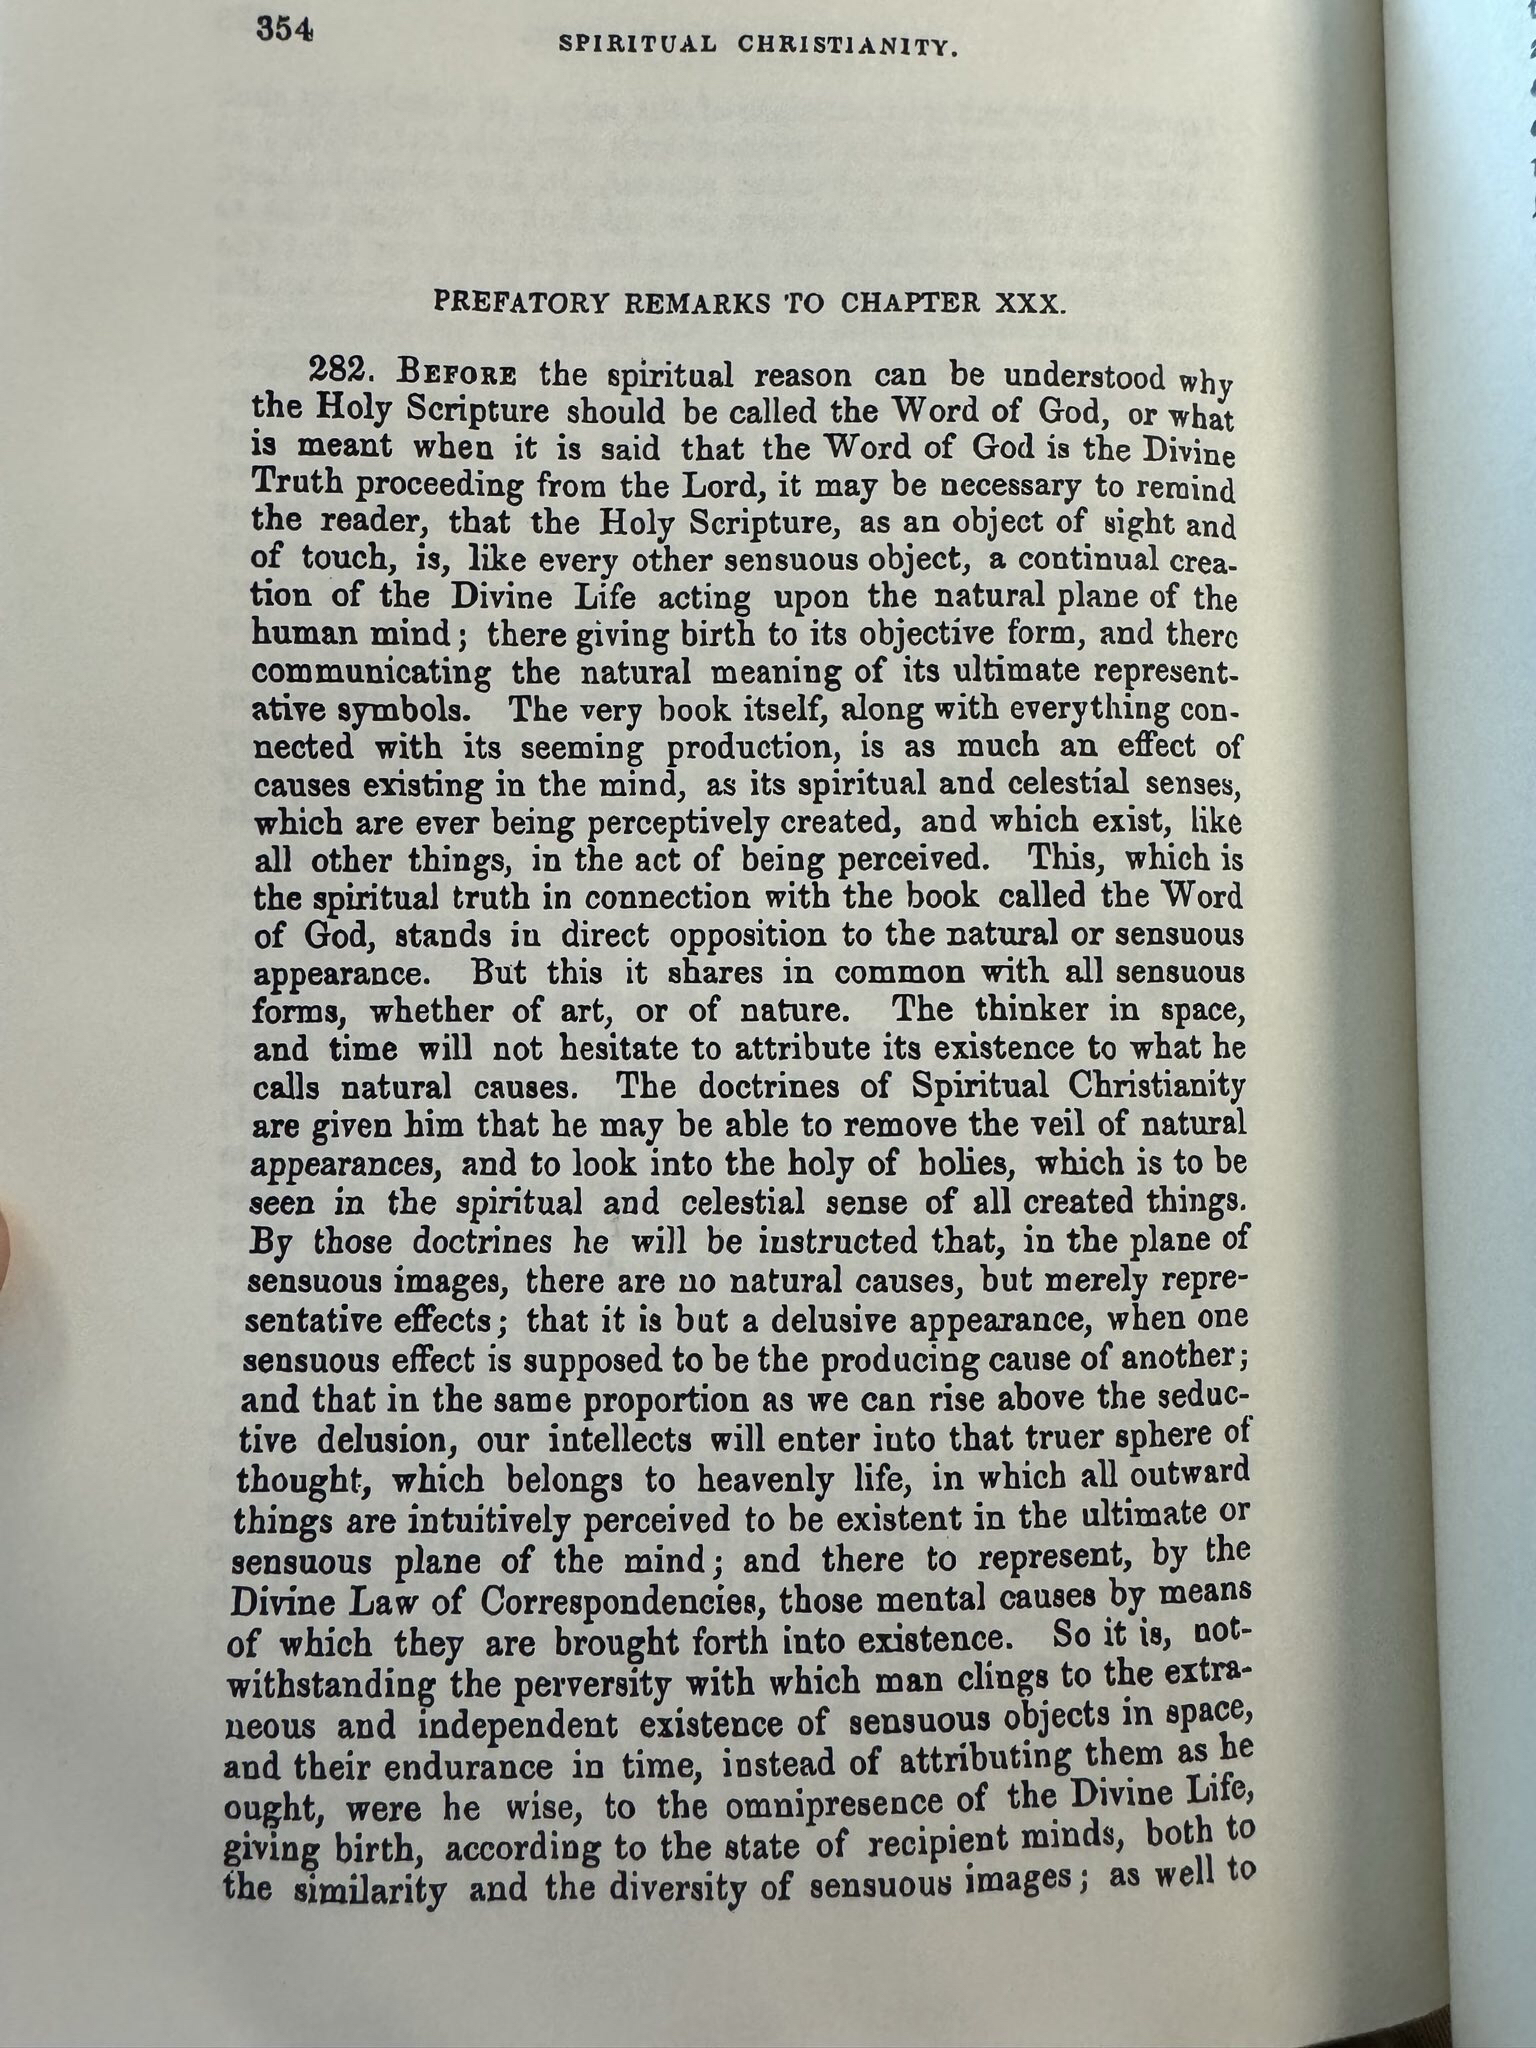 354
SPIRITUAL CHRISTIANITY.
PREFATORY REMARKS TO CHAPTER XXX.
282. BEFORE the spiritual reason can be understood why
the Holy Scripture should be called the Word of God, or what
is meant when it is said that the Word of God is the Divine
Truth proceeding from the Lord, it may be necessary to remind
the reader, that the Holy Scripture, as an object of sight and
of touch, is, like every other sensuous object, a continual crea-
tion of the Divine Life acting upon the natural plane of the
human mind; there giving birth to its objective form, and there
communicating the natural meaning of its ultimate represent-
ative symbols. The very book itself, along with everything con-
nected with its seeming production, is as much an effect of
causes existing in the mind, as its spiritual and celestial senses,
which are ever being perceptively created, and which exist, like
all other things, in the act of being perceived. This, which is
the spiritual truth in connection with the book called the Word
of God, stands in direct opposition to the natural or sensuous
appearance. But this it shares in common with all sensuous
forms, whether of art, or of nature. The thinker in space,
and time will not hesitate to attribute its existence to what he
calls natural causes. The doctrines of Spiritual Christianity
are given him that he may be able to remove the veil of natural
appearances, and to look into the holy of holies, which is to be
seen in the spiritual and celestial sense of all created things.
By those doctrines he will be instructed that, in the plane of
sensuous images, there are no natural causes, but merely repre-
sentative effects; that it is but a delusive appearance, when one
sensuous effect is supposed to be the producing cause of another;
and that in the same proportion as we can rise above the seduc-
tive delusion, our intellects will enter into that truer sphere of
thought, which belongs to heavenly life, in which all outward
things are intuitively perceived to be existent in the ultimate or
sensuous plane of the mind; and there to represent, by the
Divine Law of Correspondencies, those mental causes by means
of which they are brought forth into existence. So it is, not-
withstanding the perversity with which man clings to the extra-
neous and independent existence of sensuous objects in space,
and their endurance in time, instead of attributing them as he
ought, were he wise, to the omnipresence of the Divine Life,
giving birth, according to the state of recipient minds, both to
the similarity and the diversity of sensuous images; as well to